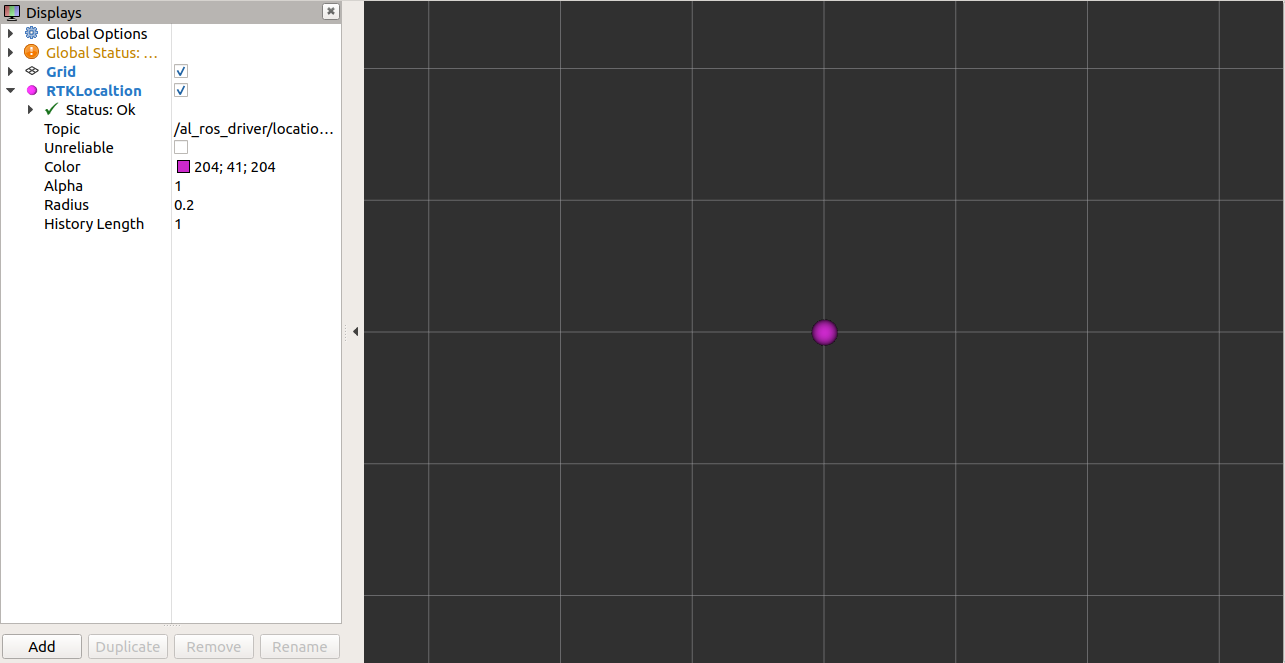 Displays
Global Options
Global Status: ...
Grid
RTKLocaltion
Status: Ok
Topic /al_ros_driver/locatio...
Unreliable
Color 204; 41; 204
Alpha 1
Radius 0.2
History Length 1
Add Duplicate Remove Rename